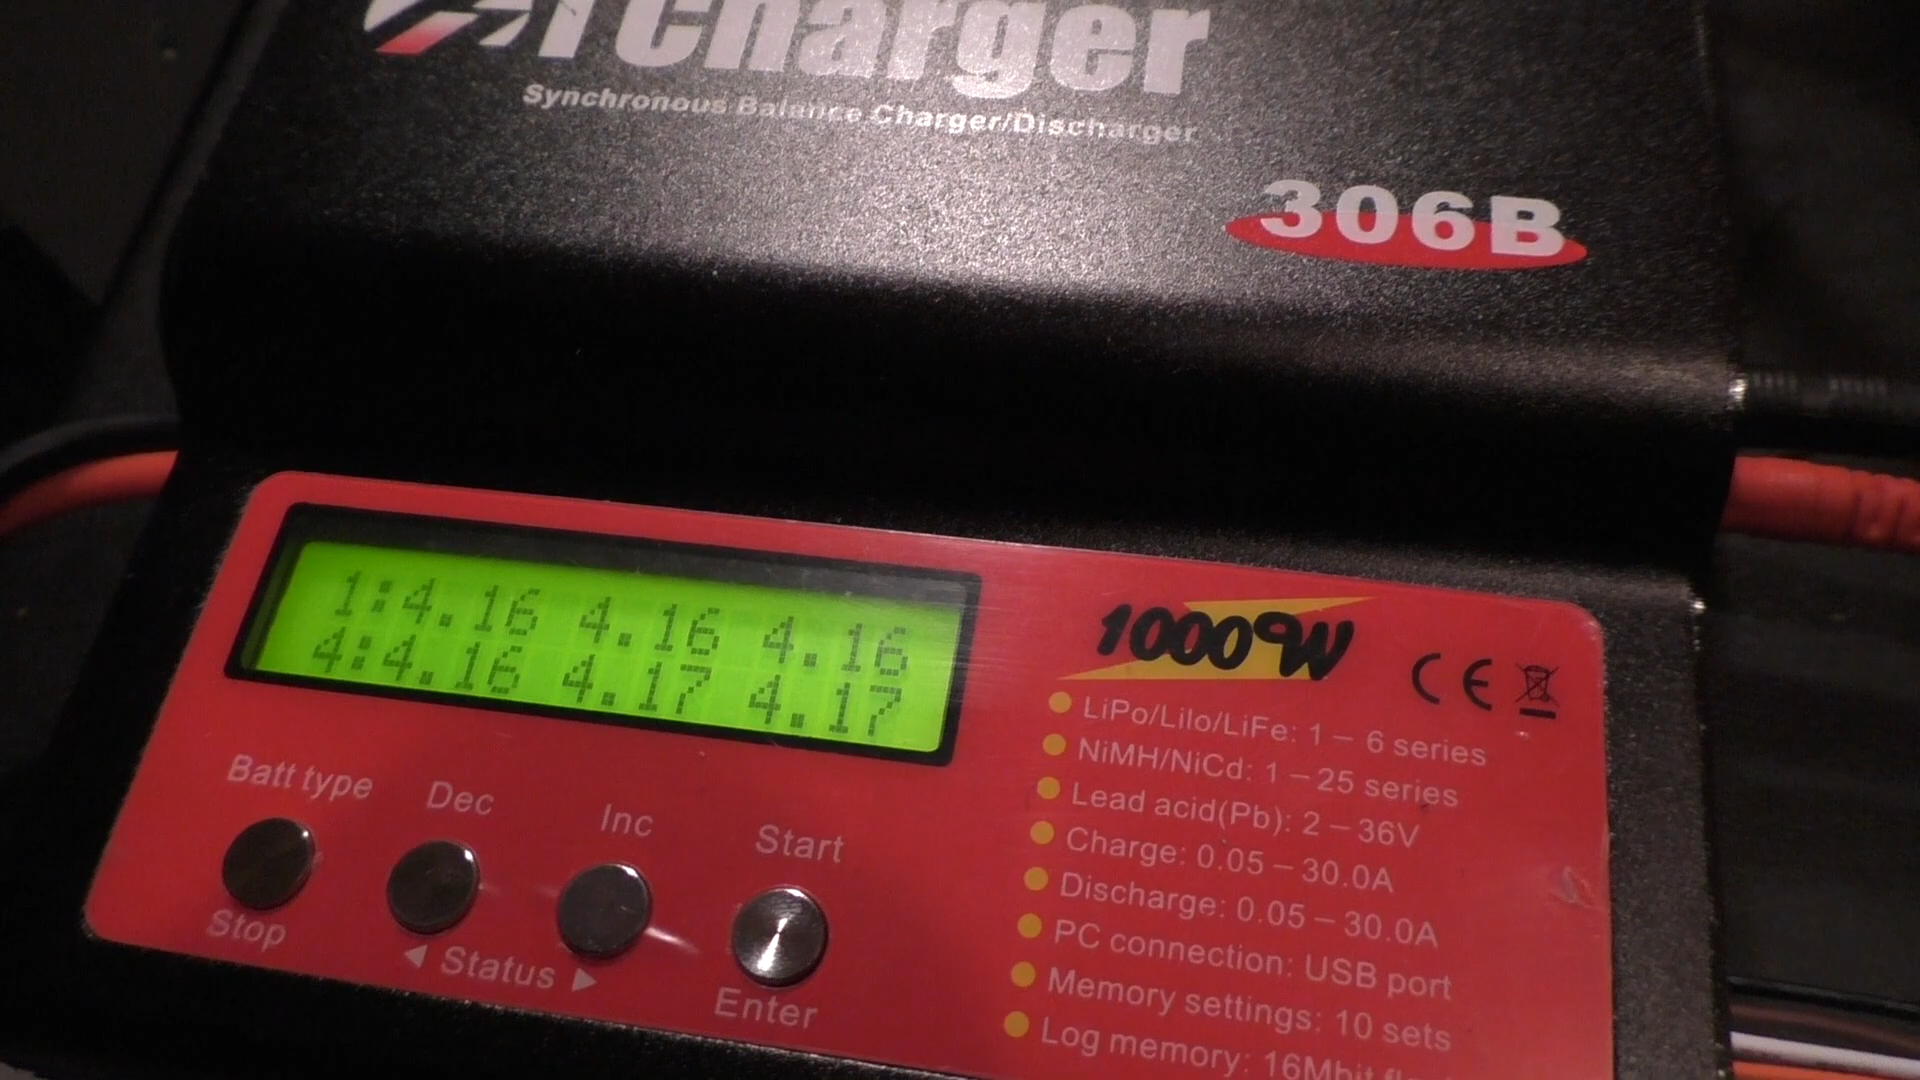 iCharger
Synchronous Balance Charger/Discharger
306B
1:4.16 4.16 4.16
4:4.16 4.17 4.17
1000W
CE
LiPo/LiIo/LiFe: 1 – 6 series
NiMH/NiCd: 1 – 25 series
Lead acid(Pb): 2 – 36V
Charge: 0.05 – 30.0A
Discharge: 0.05 – 30.0A
PC connection: USB port
Memory settings: 10 sets
Log memory: 16Mbit
Batt type
Dec
Inc
Start
Stop
◄ Status ►
Enter